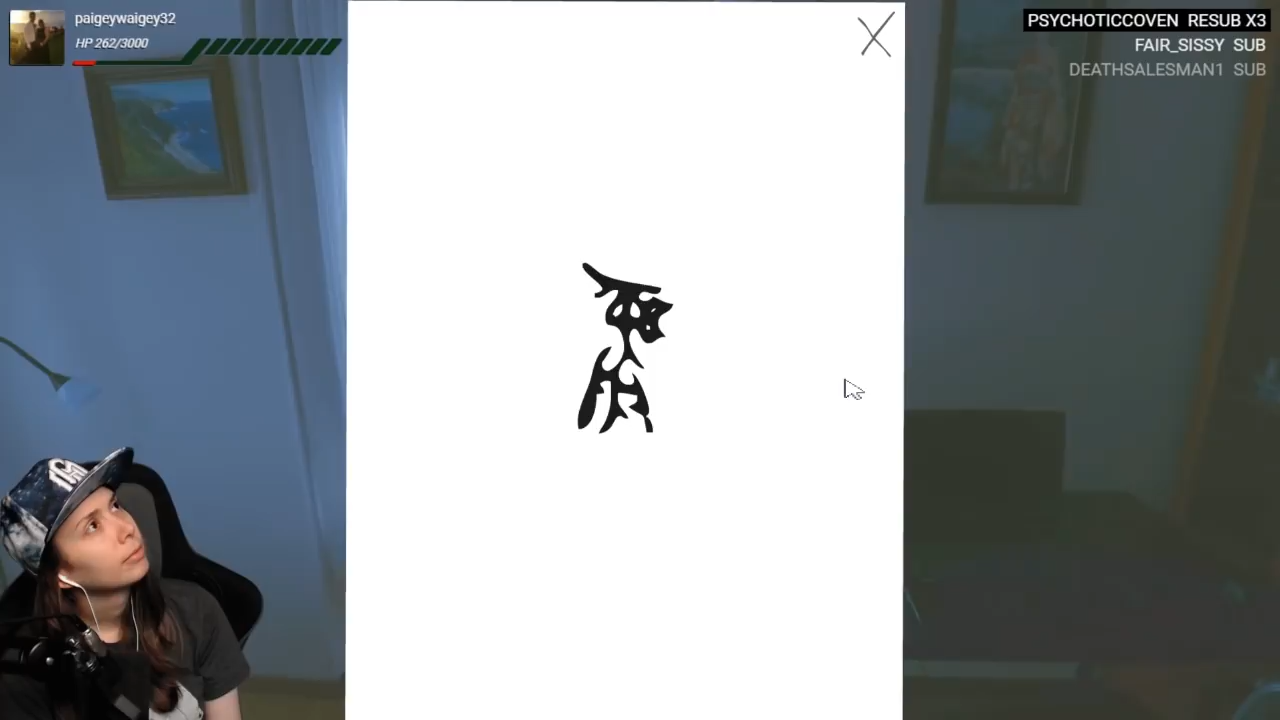 paigeywaigey32
HP 262/3000
PSYCHOTICCOVEN RESUB X3
FAIR_SISSY SUB
DEATHSALESMAN1 SUB